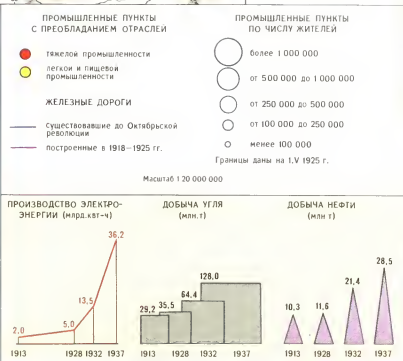 ПРОМЫШЛЕННЫЕ ПУНКТЫ
С ПРЕОБЛАДАНИЕМ ОТРАСЛЕЙ
тяжелой промышленности
легкой и пищевой
промышленности
ЖЕЛЕЗНЫЕ ДОРОГИ
существовавшие до Октябрьской
революции
построенные в 1918–1925 гг.
ПРОМЫШЛЕННЫЕ ПУНКТЫ
ПО ЧИСЛУ ЖИТЕЛЕЙ
более 1 000 000
от 500 000 до 1 000 000
от 250 000 до 500 000
от 100 000 до 250 000
менее 100 000
Границы даны на 1.V 1925 г.
Масштаб 1:20 000 000
ПРОИЗВОДСТВО ЭЛЕКТРО-
ЭНЕРГИИ (млрд.квт-ч)
36,2
13,5
5,0
2,0
1913 1928 1932 1937
ДОБЫЧА УГЛЯ
(млн.т)
128,0
64,4
29,2 35,5
1913 1928 1932 1937
ДОБЫЧА НЕФТИ
(млн т)
28,5
21,4
10,3 11,6
1913 1928 1932 1937